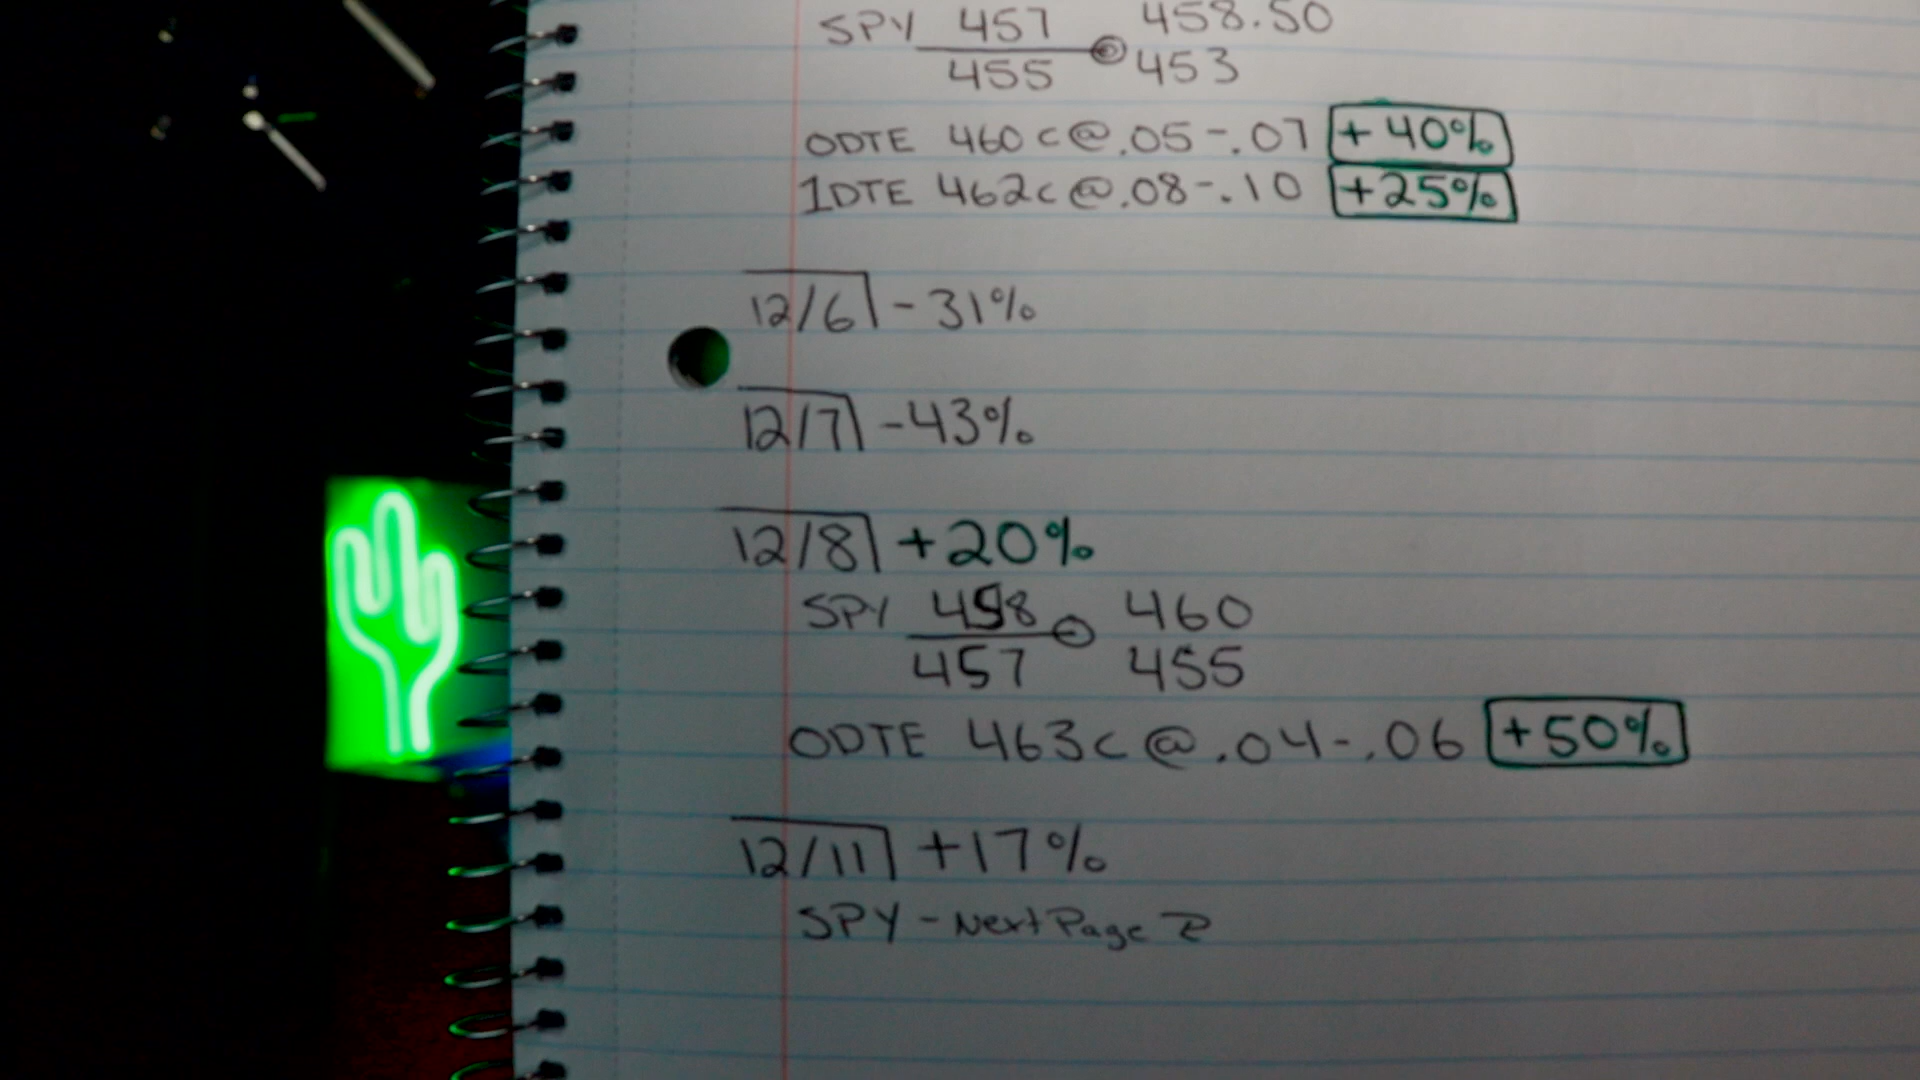 SPY 457 458.50
455 453
0DTE 460c@.05-.07 +40%
1DTE 462c@.08-.10 +25%
12/6 -31%
12/7 -43%
12/8 +20%
SPY 458 460
457 455
0DTE 463c@.04-.06 +50%
12/11 +17%
SPY - Next Page